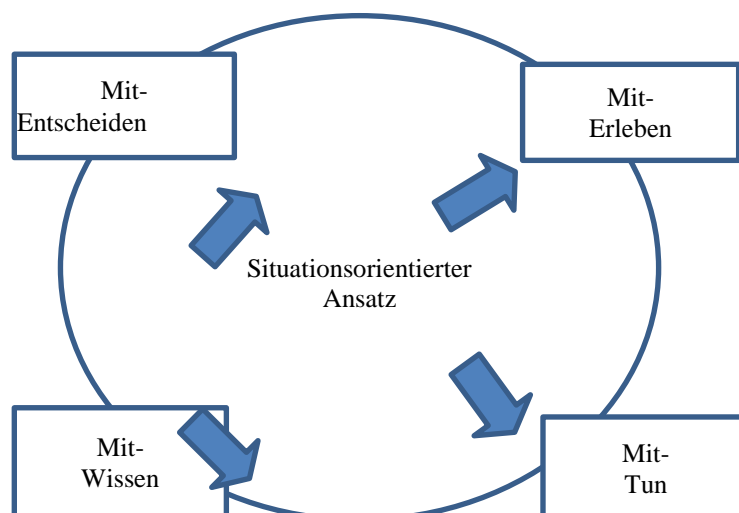 Mit-
Entscheiden
Mit-
Erleben
Situationsorientierter
Ansatz
Mit-
Wissen
Mit-
Tun